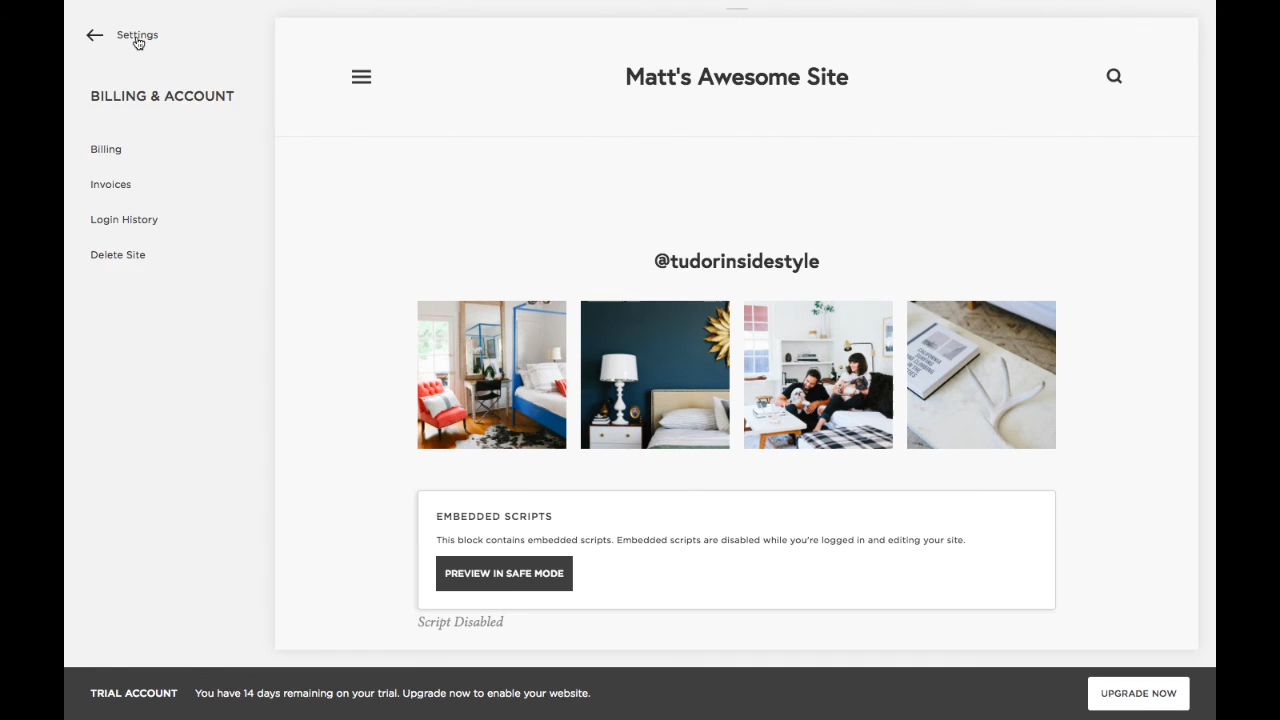 Settings
BILLING & ACCOUNT
Billing
Invoices
Login History
Delete Site
Matt's Awesome Site
@tudorinsidestyle
EMBEDDED SCRIPTS
This block contains embedded scripts. Embedded scripts are disabled while you're logged in and editing your site.
PREVIEW IN SAFE MODE
Script Disabled
TRIAL ACCOUNT You have 14 days remaining on your trial. Upgrade now to enable your website.
UPGRADE NOW